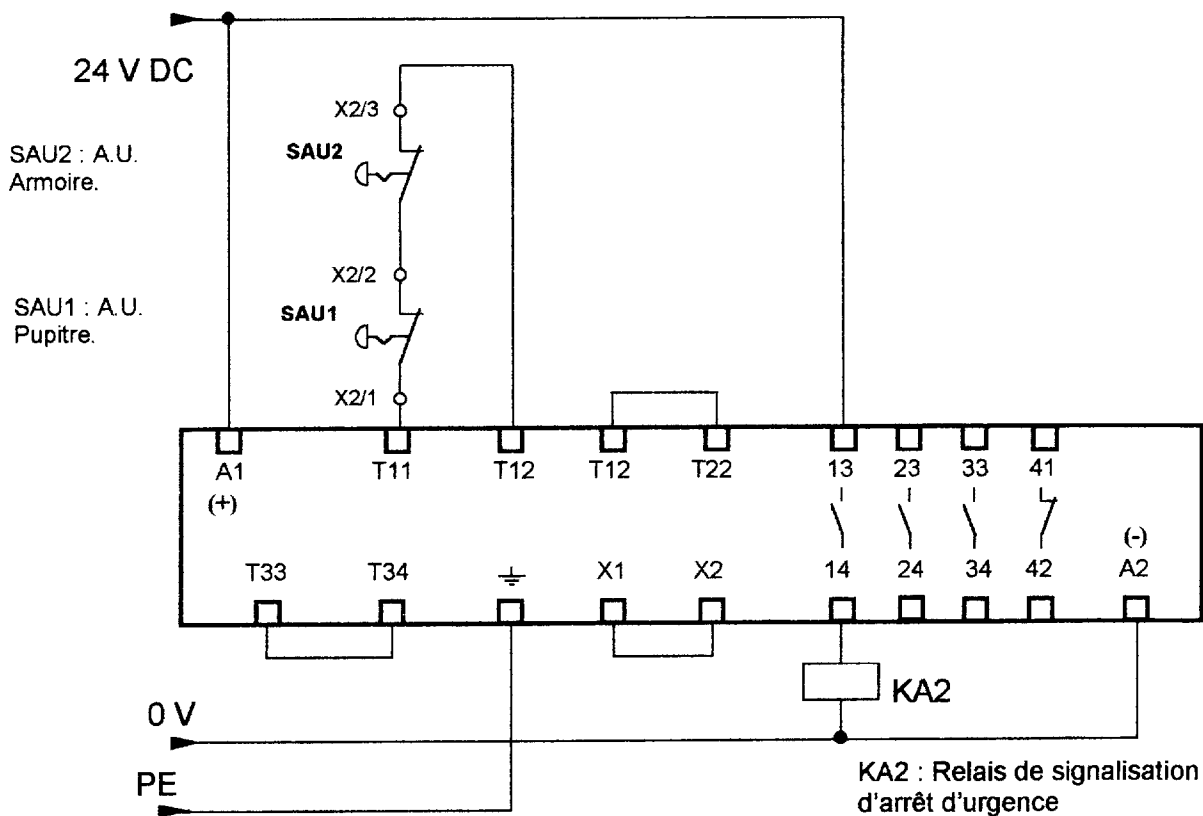 24 V DC
X2/3
SAU2 : A.U.
Armoire.
SAU2
X2/2
SAU1 : A.U.
Pupitre.
SAU1
X2/1
A1 T11 T12 T12 T22 13 23 33 41
(+)
(-)
T33 T34 X1 X2 14 24 34 42 A2
KA2
0 V
PE
KA2 : Relais de signalisation
d'arrêt d'urgence